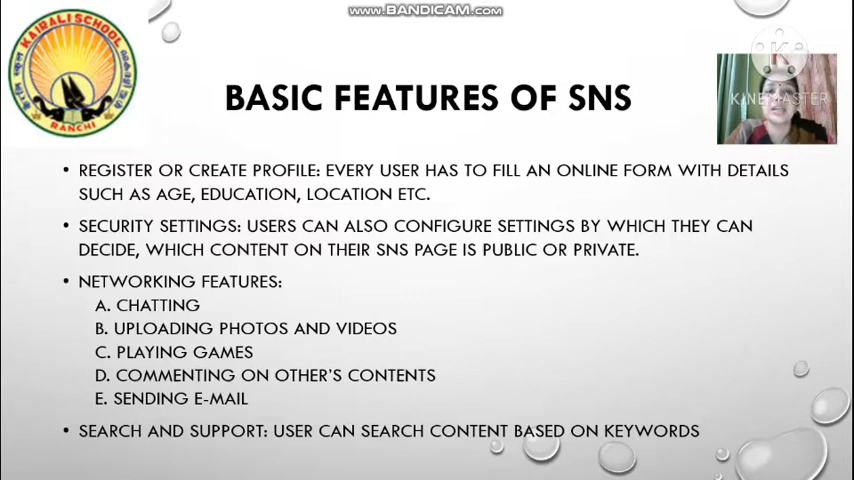 WWW.BANDICAM.COM
KAIRALI SCHOOL
RANCHI
KINEMASTER
BASIC FEATURES OF SNS
• REGISTER OR CREATE PROFILE: EVERY USER HAS TO FILL AN ONLINE FORM WITH DETAILS
SUCH AS AGE, EDUCATION, LOCATION ETC.
• SECURITY SETTINGS: USERS CAN ALSO CONFIGURE SETTINGS BY WHICH THEY CAN
DECIDE, WHICH CONTENT ON THEIR SNS PAGE IS PUBLIC OR PRIVATE.
• NETWORKING FEATURES:
A. CHATTING
B. UPLOADING PHOTOS AND VIDEOS
C. PLAYING GAMES
D. COMMENTING ON OTHER'S CONTENTS
E. SENDING E-MAIL
• SEARCH AND SUPPORT: USER CAN SEARCH CONTENT BASED ON KEYWORDS